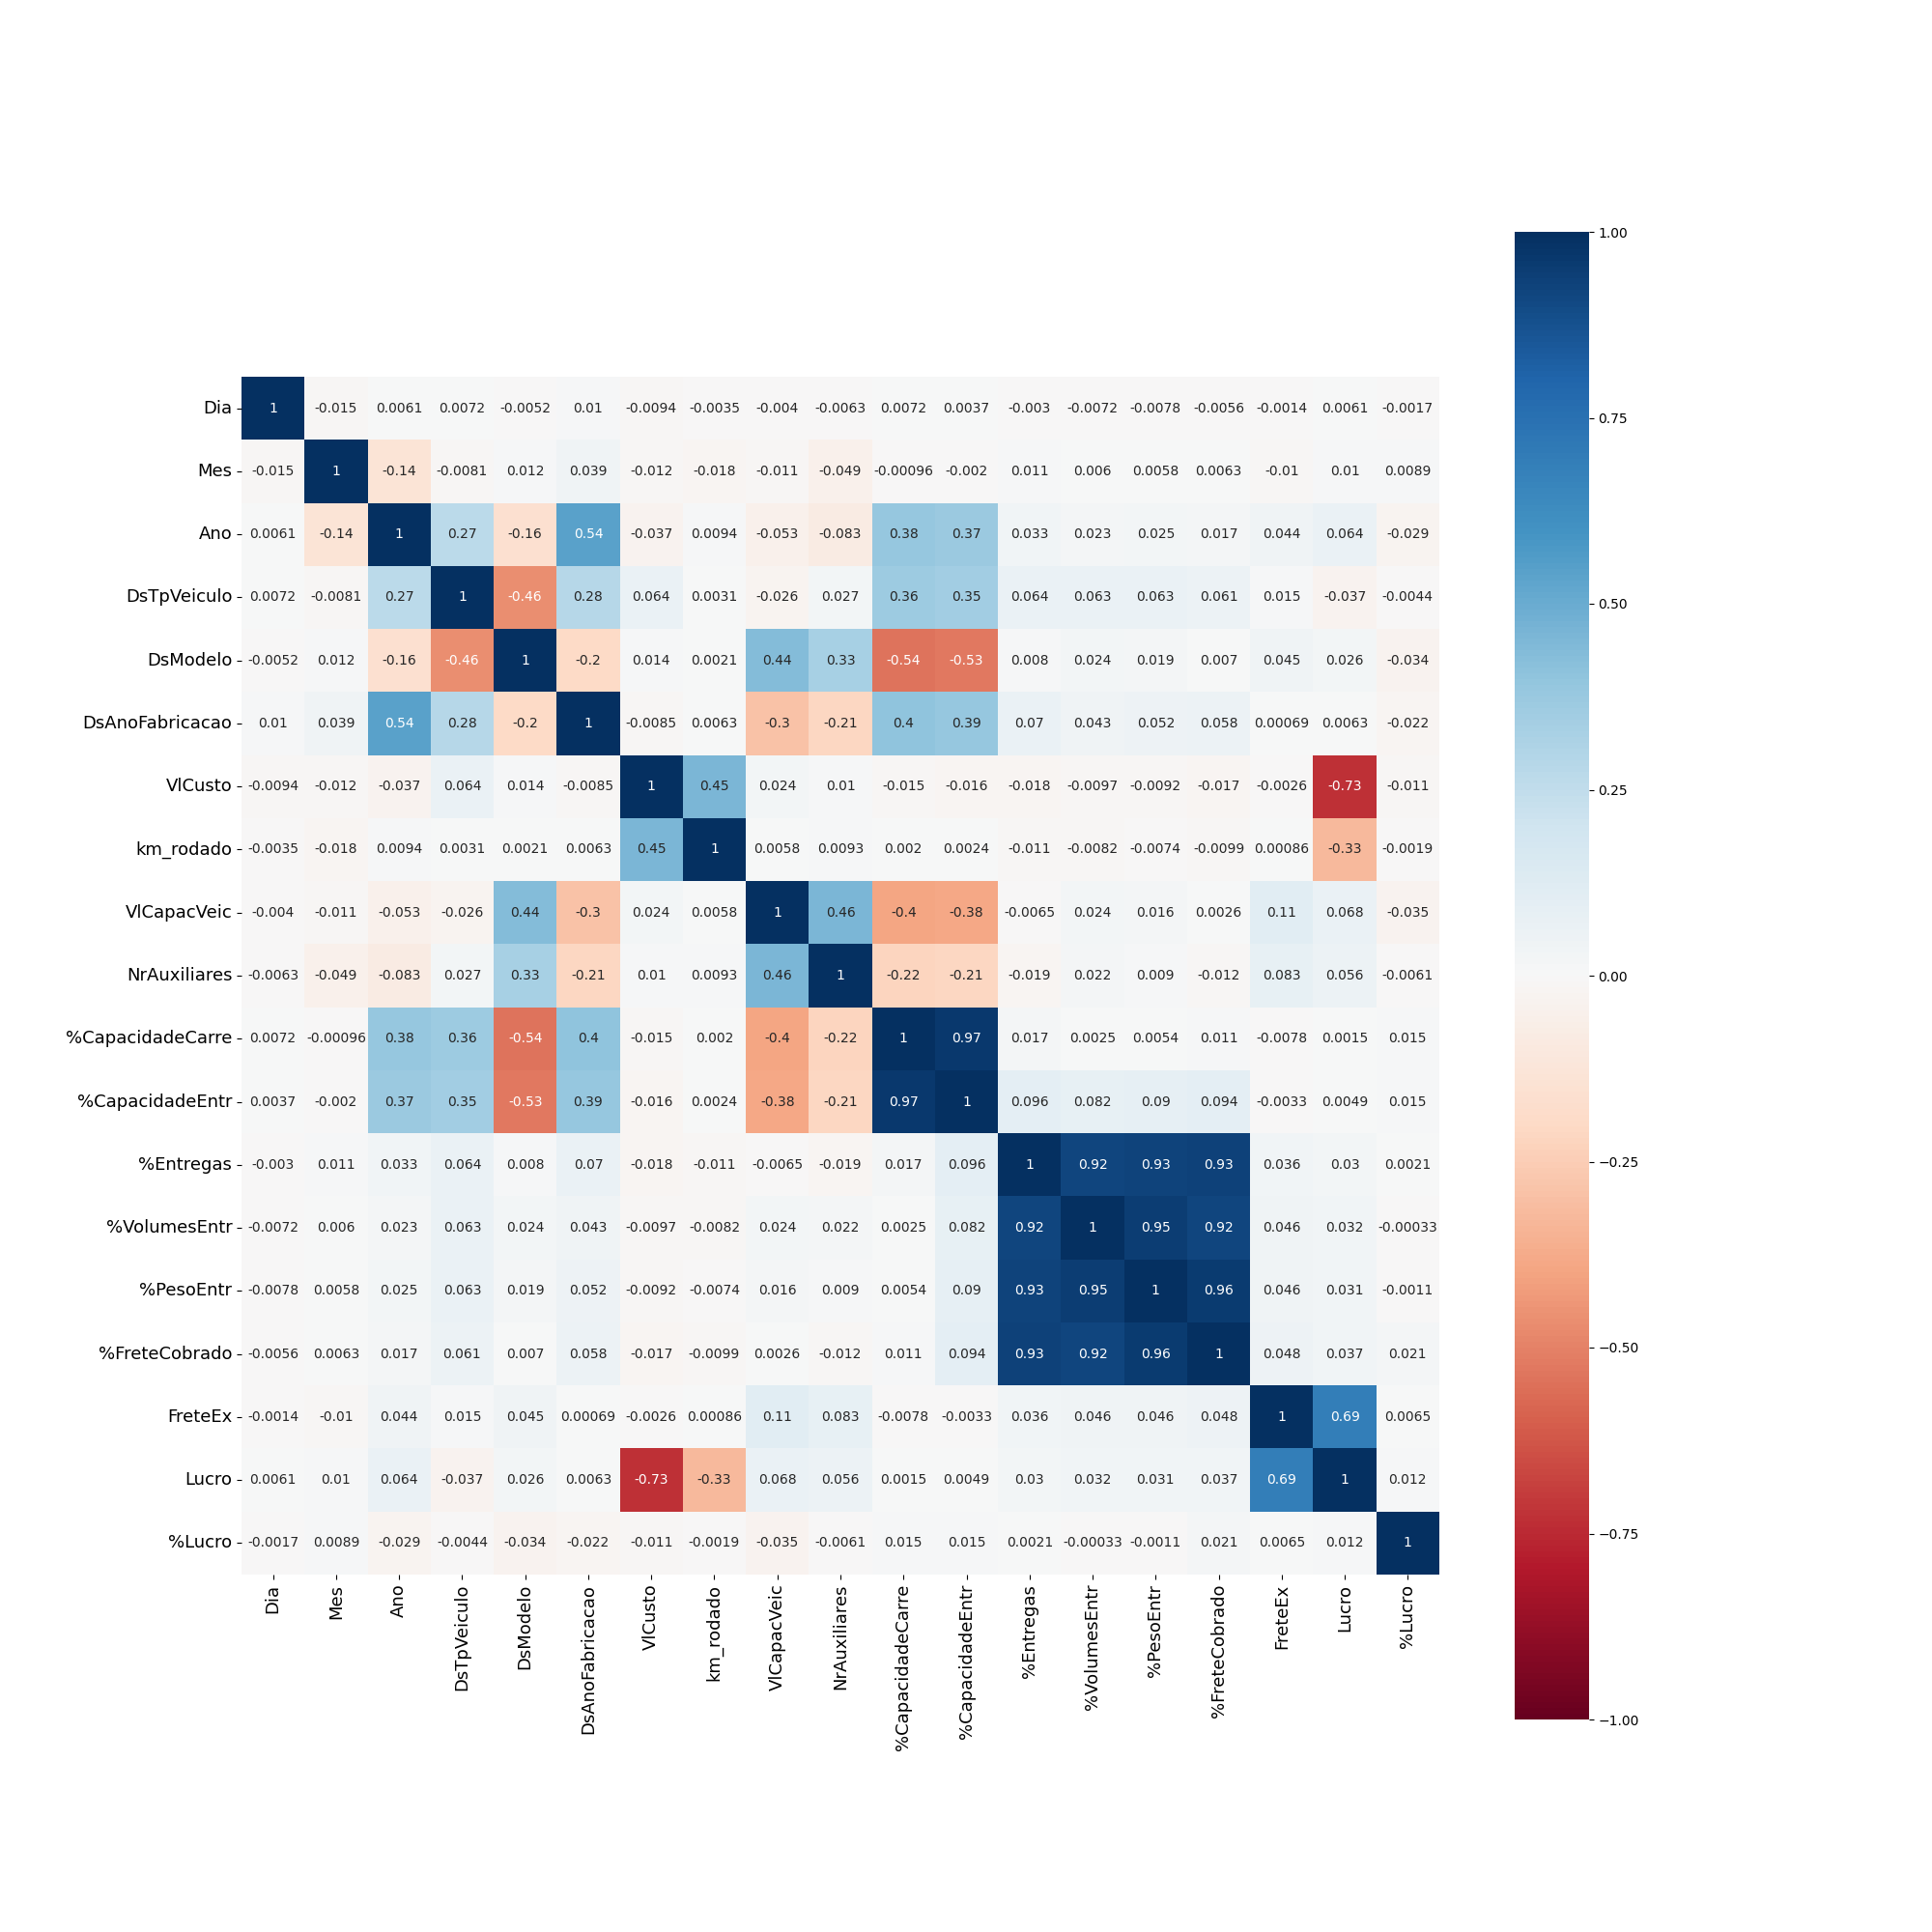 1.00
Dia 1 -0.015 0.0061 0.0072 -0.0052 0.01 -0.0094 -0.0035 -0.004 -0.0063 0.0072 0.0037 -0.003 -0.0072 -0.0078 -0.0056 -0.0014 0.0061 -0.0017
0.75
Mes -0.015 1 -0.14 -0.0081 0.012 0.039 -0.012 -0.018 -0.011 -0.049 -0.00096 -0.002 0.011 0.006 0.0058 0.0063 -0.01 0.01 0.0089
Ano 0.0061 -0.14 1 0.27 -0.16 0.54 -0.037 0.0094 -0.053 -0.083 0.38 0.37 0.033 0.023 0.025 0.017 0.044 0.064 -0.029
DsTpVeiculo 0.0072 -0.0081 0.27 1 -0.46 0.28 0.064 0.0031 -0.026 0.027 0.36 0.35 0.064 0.063 0.063 0.061 0.015 -0.037 -0.0044
0.50
DsModelo -0.0052 0.012 -0.16 -0.46 1 -0.2 0.014 0.0021 0.44 0.33 -0.54 -0.53 0.008 0.024 0.019 0.007 0.045 0.026 -0.034
DsAnoFabricacao 0.01 0.039 0.54 0.28 -0.2 1 -0.0085 0.0063 -0.3 -0.21 0.4 0.39 0.07 0.043 0.052 0.058 0.00069 0.0063 -0.022
VlCusto -0.0094 -0.012 -0.037 0.064 0.014 -0.0085 1 0.45 0.024 0.01 -0.015 -0.016 -0.018 -0.0097 -0.0092 -0.017 -0.0026 -0.73 -0.011
0.25
km_rodado -0.0035 -0.018 0.0094 0.0031 0.0021 0.0063 0.45 1 0.0058 0.0093 0.002 0.0024 -0.011 -0.0082 -0.0074 -0.0099 0.00086 -0.33 -0.0019
VlCapacVeic -0.004 -0.011 -0.053 -0.026 0.44 -0.3 0.024 0.0058 1 0.46 -0.4 -0.38 -0.0065 0.024 0.016 0.0026 0.11 0.068 -0.035
NrAuxiliares -0.0063 -0.049 -0.083 0.027 0.33 -0.21 0.01 0.0093 0.46 1 -0.22 -0.21 -0.019 0.022 0.009 -0.012 0.083 0.056 -0.0061
0.00
%CapacidadeCarre 0.0072 -0.00096 0.38 0.36 -0.54 0.4 -0.015 0.002 -0.4 -0.22 1 0.97 0.017 0.0025 0.0054 0.011 -0.0078 0.0015 0.015
%CapacidadeEntr 0.0037 -0.002 0.37 0.35 -0.53 0.39 -0.016 0.0024 -0.38 -0.21 0.97 1 0.096 0.082 0.09 0.094 -0.0033 0.0049 0.015
%Entregas -0.003 0.011 0.033 0.064 0.008 0.07 -0.018 -0.011 -0.0065 -0.019 0.017 0.096 1 0.92 0.93 0.93 0.036 0.03 0.0021
−0.25
%VolumesEntr -0.0072 0.006 0.023 0.063 0.024 0.043 -0.0097 -0.0082 0.024 0.022 0.0025 0.082 0.92 1 0.95 0.92 0.046 0.032 -0.00033
%PesoEntr -0.0078 0.0058 0.025 0.063 0.019 0.052 -0.0092 -0.0074 0.016 0.009 0.0054 0.09 0.93 0.95 1 0.96 0.046 0.031 -0.0011
−0.50
%FreteCobrado -0.0056 0.0063 0.017 0.061 0.007 0.058 -0.017 -0.0099 0.0026 -0.012 0.011 0.094 0.93 0.92 0.96 1 0.048 0.037 0.021
FreteEx -0.0014 -0.01 0.044 0.015 0.045 0.00069 -0.0026 0.00086 0.11 0.083 -0.0078 -0.0033 0.036 0.046 0.046 0.048 1 0.69 0.0065
Lucro 0.0061 0.01 0.064 -0.037 0.026 0.0063 -0.73 -0.33 0.068 0.056 0.0015 0.0049 0.03 0.032 0.031 0.037 0.69 1 0.012
−0.75
%Lucro -0.0017 0.0089 -0.029 -0.0044 -0.034 -0.022 -0.011 -0.0019 -0.035 -0.0061 0.015 0.015 0.0021 -0.00033 -0.0011 0.021 0.0065 0.012 1
−1.00
Dia
Mes
Ano
DsTpVeiculo
DsModelo
DsAnoFabricacao
VlCusto
km_rodado
VlCapacVeic
NrAuxiliares
%CapacidadeCarre
%CapacidadeEntr
%Entregas
%VolumesEntr
%PesoEntr
%FreteCobrado
FreteEx
Lucro
%Lucro